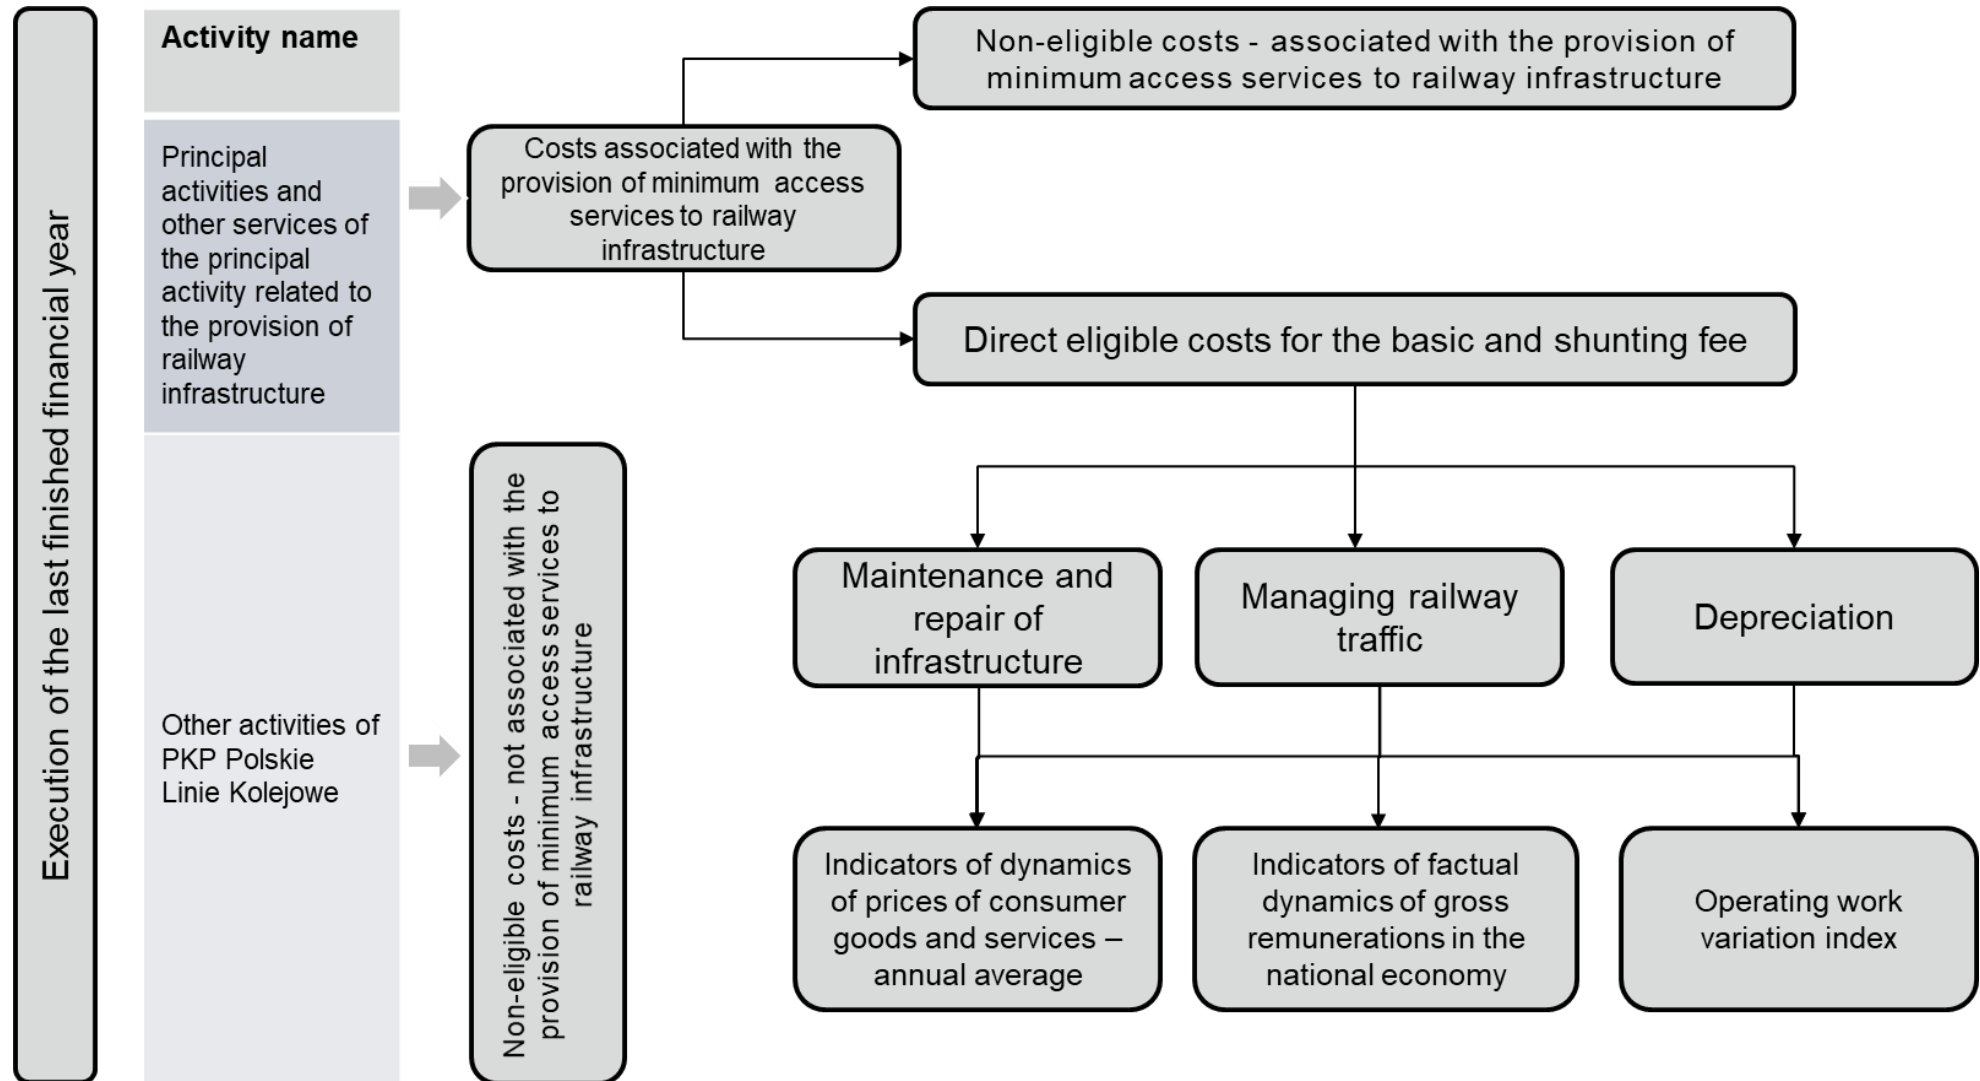 Execution of the last finished financial year
Activity name
Principal
activities and
other services of
the principal
activity related to
the provision of
railway
infrastructure
Other activities of
PKP Polskie
Linie Kolejowe
Costs associated with the
provision of minimum access
services to railway
infrastructure
Non-eligible costs - not associated with the
provision of minimum access services to
railway infrastructure
Non-eligible costs - associated with the provision of
minimum access services to railway infrastructure
Direct eligible costs for the basic and shunting fee
Maintenance and
repair of
infrastructure
Managing railway
traffic
Depreciation
Indicators of dynamics
of prices of consumer
goods and services –
annual average
Indicators of factual
dynamics of gross
remunerations in the
national economy
Operating work
variation index